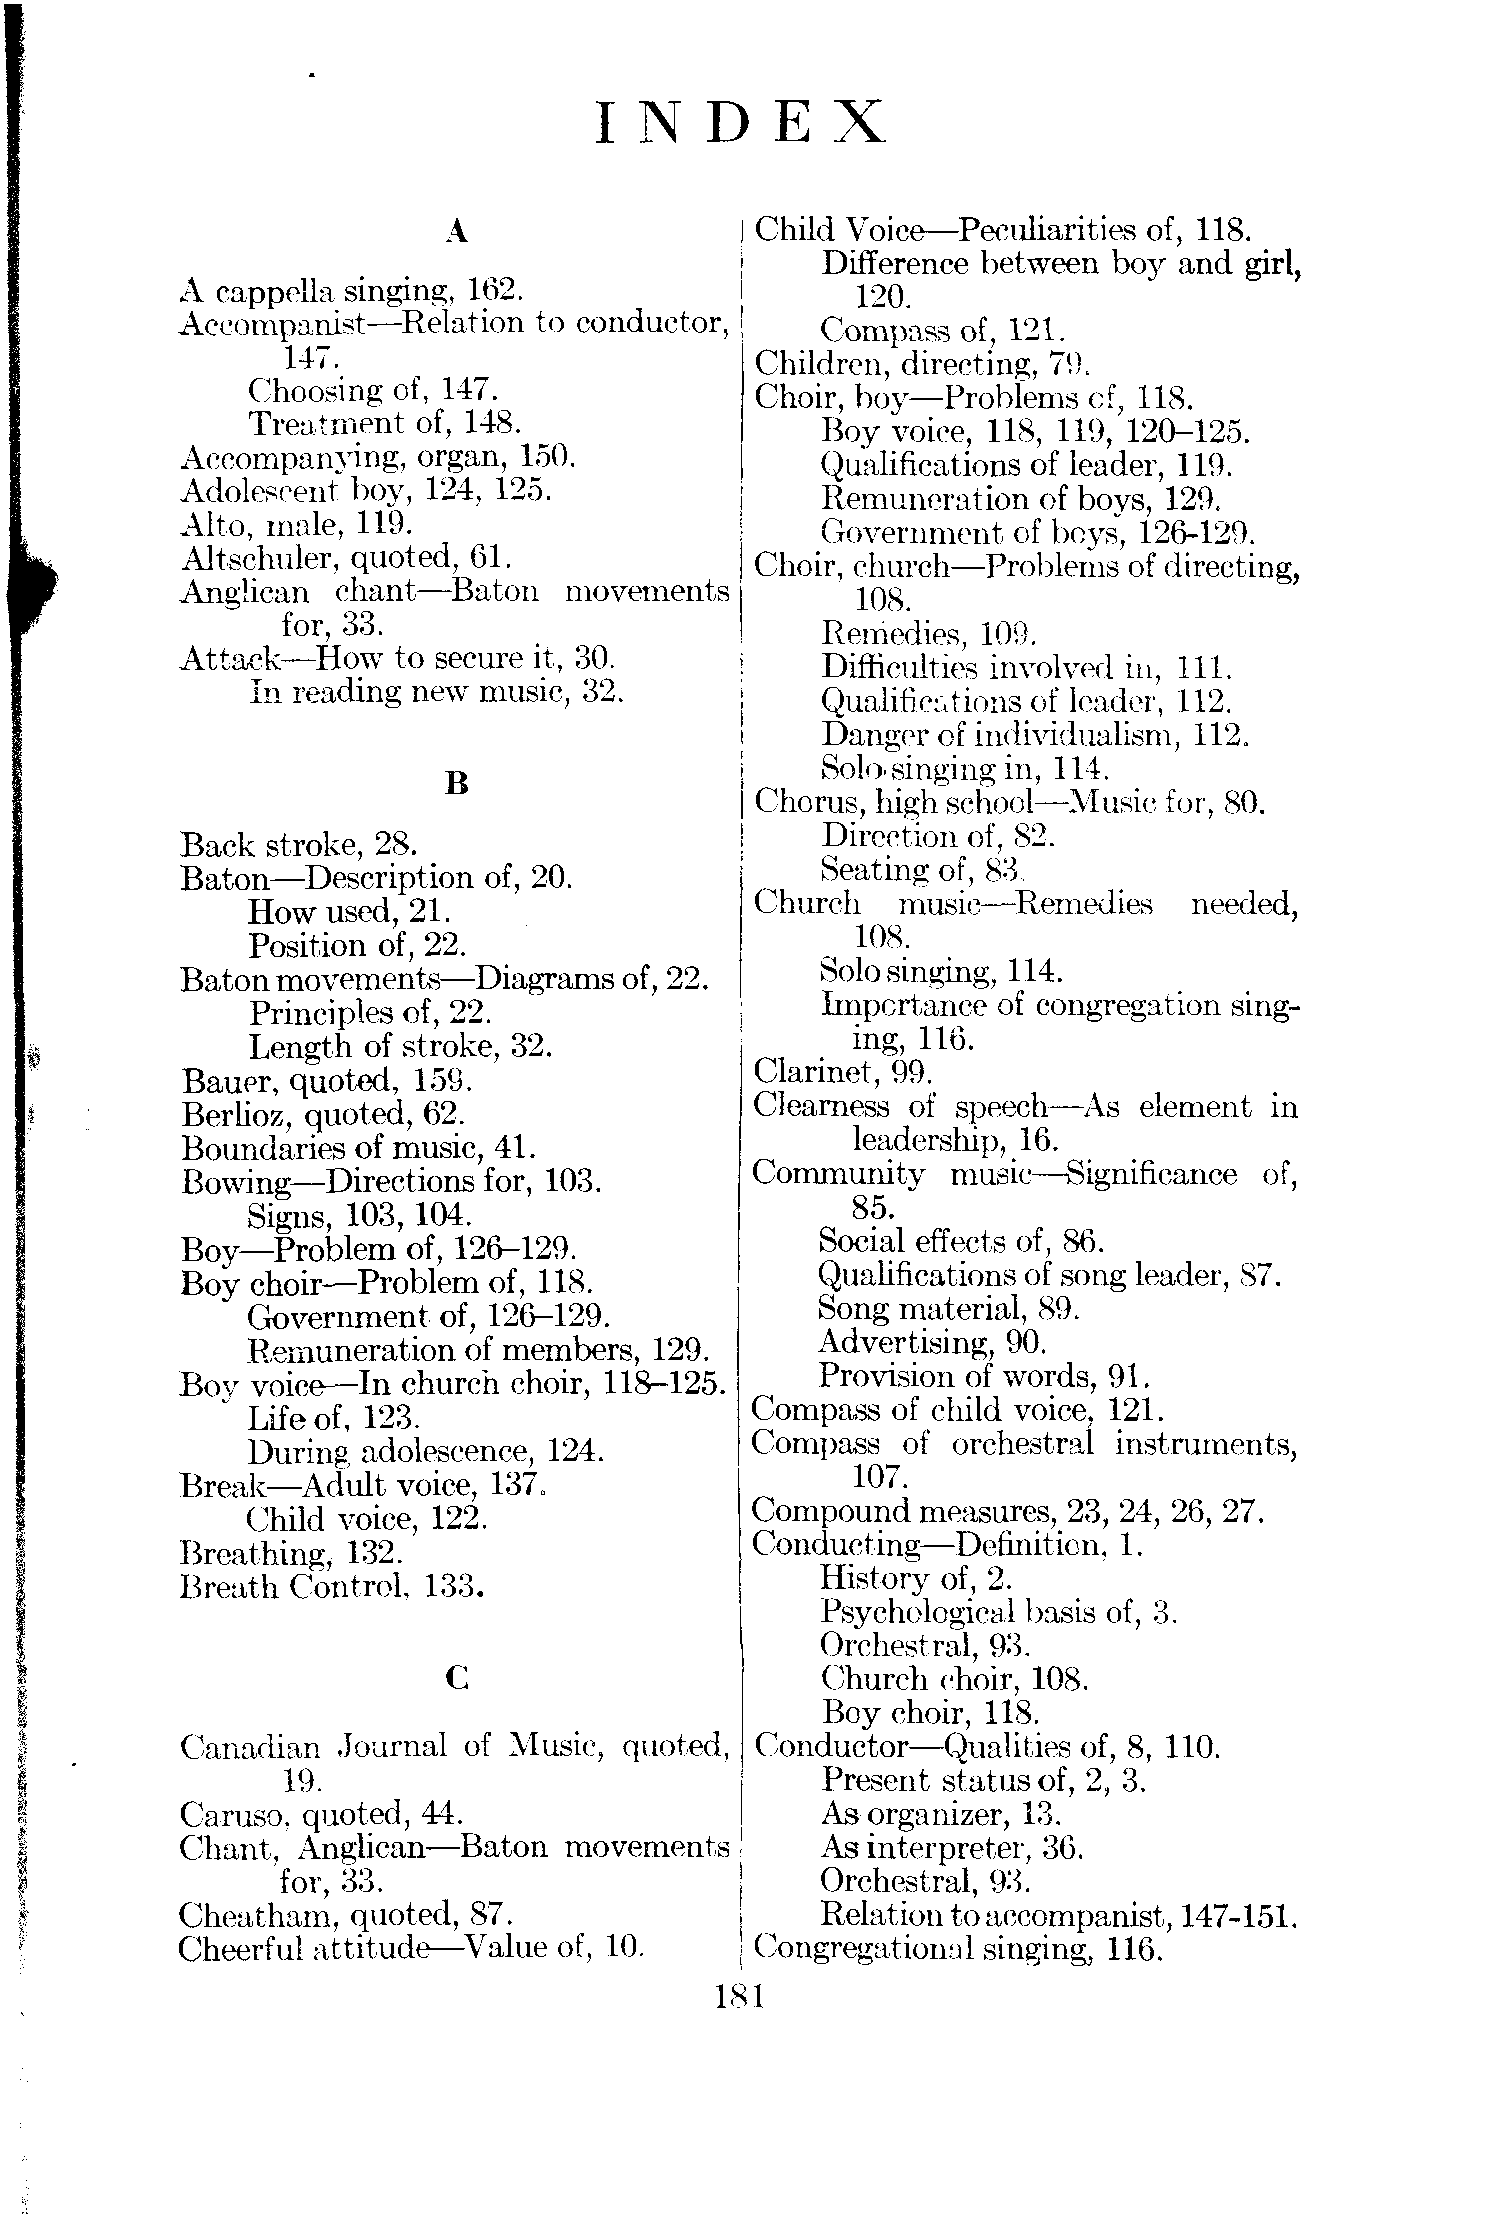 INDEX
A
A cappella singing, 162.
Accompanist—Relation to conductor,
147.
Choosing of, 147.
Treatment of, 148.
Accompanying, organ, 150.
Adolescent boy, 124, 125.
Alto, male, 119.
Altschuler, quoted, 61.
Anglican chant—Baton movements
for, 33.
Attack—How to secure it, 30.
In reading new music, 32.
B
Back stroke, 28.
Baton—Description of, 20.
How used, 21.
Position of, 22.
Baton movements—Diagrams of, 22.
Principles of, 22.
Length of stroke, 32.
Bauer, quoted, 159.
Berlioz, quoted, 62.
Boundaries of music, 41.
Bowing—Directions for, 103.
Signs, 103, 104.
Boy—Problem of, 126–129.
Boy choir—Problem of, 118.
Government of, 126–129.
Remuneration of members, 129.
Boy voice—In church choir, 118–125.
Life of, 123.
During adolescence, 124.
Break—Adult voice, 137.
Child voice, 122.
Breathing, 132.
Breath Control, 133.
C
Canadian Journal of Music, quoted,
19.
Caruso, quoted, 44.
Chant, Anglican—Baton movements
for, 33.
Cheatham, quoted, 87.
Cheerful attitude—Value of, 10.
Child Voice—Peculiarities of, 118.
Difference between boy and girl,
120.
Compass of, 121.
Children, directing, 79.
Choir, boy—Problems of, 118.
Boy voice, 118, 119, 120–125.
Qualifications of leader, 119.
Remuneration of boys, 129.
Government of boys, 126-129.
Choir, church—Problems of directing,
108.
Remedies, 109.
Difficulties involved in, 111.
Qualifications of leader, 112.
Danger of individualism, 112.
Solo singing in, 114.
Chorus, high school—Music for, 80.
Direction of, 82.
Seating of, 83.
Church music—Remedies needed,
108.
Solo singing, 114.
Importance of congregation sing-
ing, 116.
Clarinet, 99.
Clearness of speech—As element in
leadership, 16.
Community music—Significance of,
85.
Social effects of, 86.
Qualifications of song leader, 87.
Song material, 89.
Advertising, 90.
Provision of words, 91.
Compass of child voice, 121.
Compass of orchestral instruments,
107.
Compound measures, 23, 24, 26, 27.
Conducting—Definition, 1.
History of, 2.
Psychological basis of, 3.
Orchestral, 93.
Church choir, 108.
Boy choir, 118.
Conductor—Qualities of, 8, 110.
Present status of, 2, 3.
As organizer, 13.
As interpreter, 36.
Orchestral, 93.
Relation to accompanist, 147-151.
Congregational singing, 116.
181